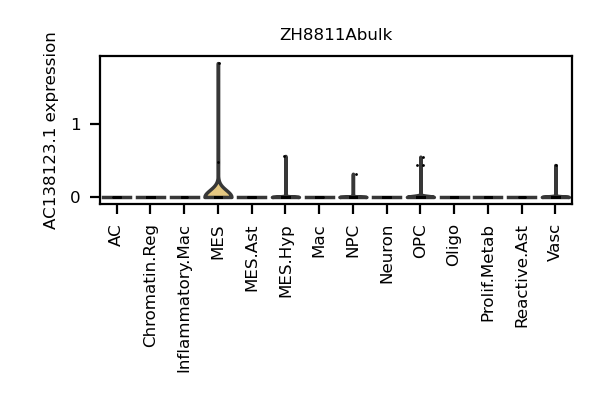 ZH8811Abulk
AC138123.1 expression
1
0
AC
Chromatin.Reg
Inflammatory.Mac
MES
MES.Ast
MES.Hyp
Mac
NPC
Neuron
OPC
Oligo
Prolif.Metab
Reactive.Ast
Vasc